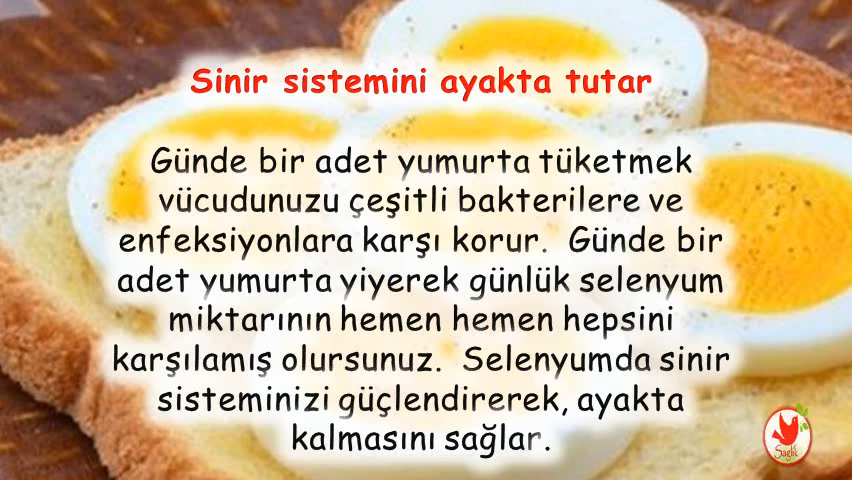 Sinir sistemini ayakta tutar
Günde bir adet yumurta tüketmek
vücudunuzu çeşitli bakterilere ve
enfeksiyonlara karşı korur. Günde bir
adet yumurta yiyerek günlük selenyum
miktarının hemen hemen hepsini
karşılamış olursunuz. Selenyumda sinir
sisteminizi güçlendirerek, ayakta
kalmasını sağlar.
Sağlık